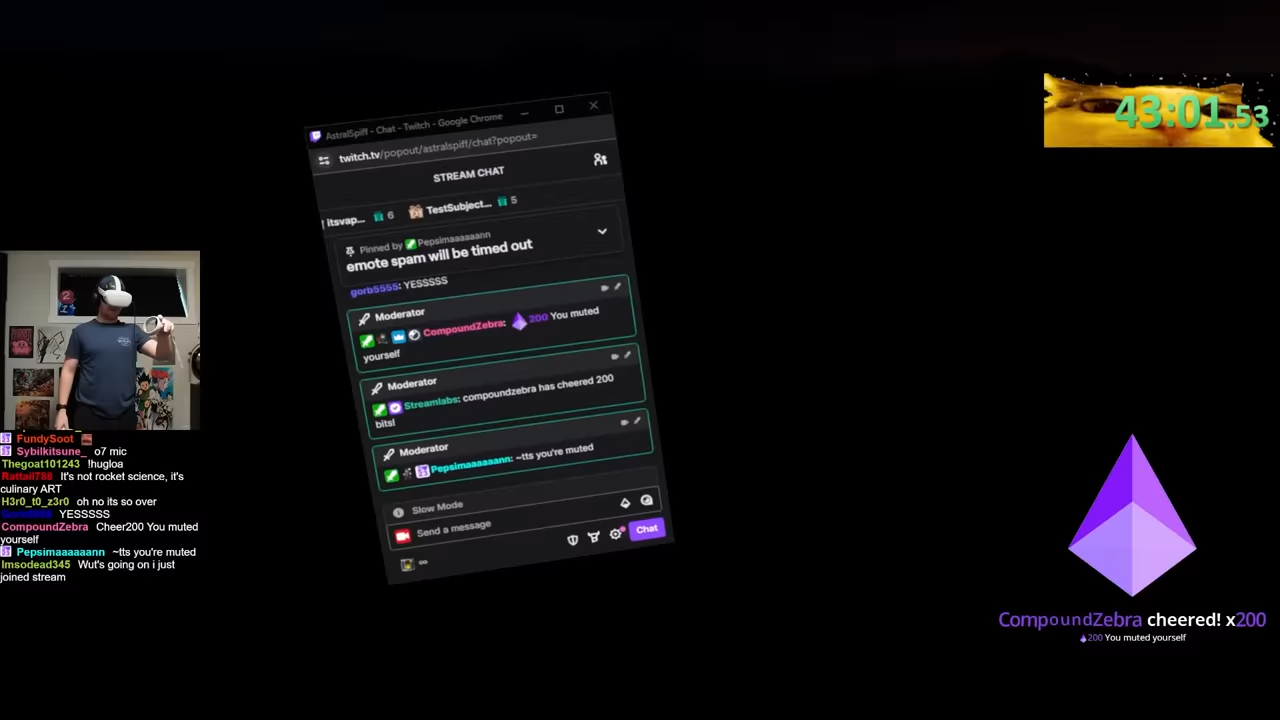 AstralSpiff - Chat - Twitch - Google Chrome
twitch.tv/popout/astralspiff/chat?popout=
STREAM CHAT
itsvap... 6 TestSubject... 5
Pinned by Pepsimaaaaaann
emote spam will be timed out
gorb5555: YESSSSS
Moderator
CompoundZebra: 200 You muted
yourself
Moderator
Streamlabs: compoundzebra has cheered 200
bits!
Moderator
Pepsimaaaaaann: ~tts you're muted
Slow Mode
Send a message
Chat
43:01.53
FundySoot
Sybilkitsune_ o7 mic
Thegoat101243 !hugloa
Rattail788 It's not rocket science, it's
culinary ART
H3r0_t0_z3r0 oh no its so over
YESSSSS
CompoundZebra Cheer200 You muted
yourself
Pepsimaaaaaann ~tts you're muted
Imsodead345 Wut's going on i just
joined stream
CompoundZebra cheered! x200
200 You muted yourself